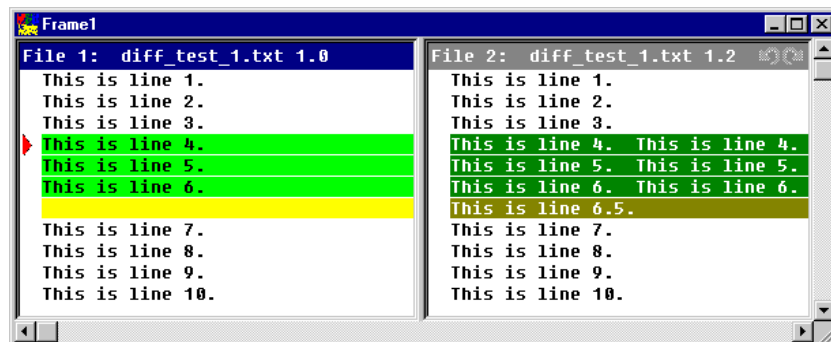 Frame1
File 1: diff_test_1.txt 1.0
This is line 1.
This is line 2.
This is line 3.
This is line 4.
This is line 5.
This is line 6.
This is line 7.
This is line 8.
This is line 9.
This is line 10.
File 2: diff_test_1.txt 1.2
This is line 1.
This is line 2.
This is line 3.
This is line 4. This is line 4.
This is line 5. This is line 5.
This is line 6. This is line 6.
This is line 6.5.
This is line 7.
This is line 8.
This is line 9.
This is line 10.